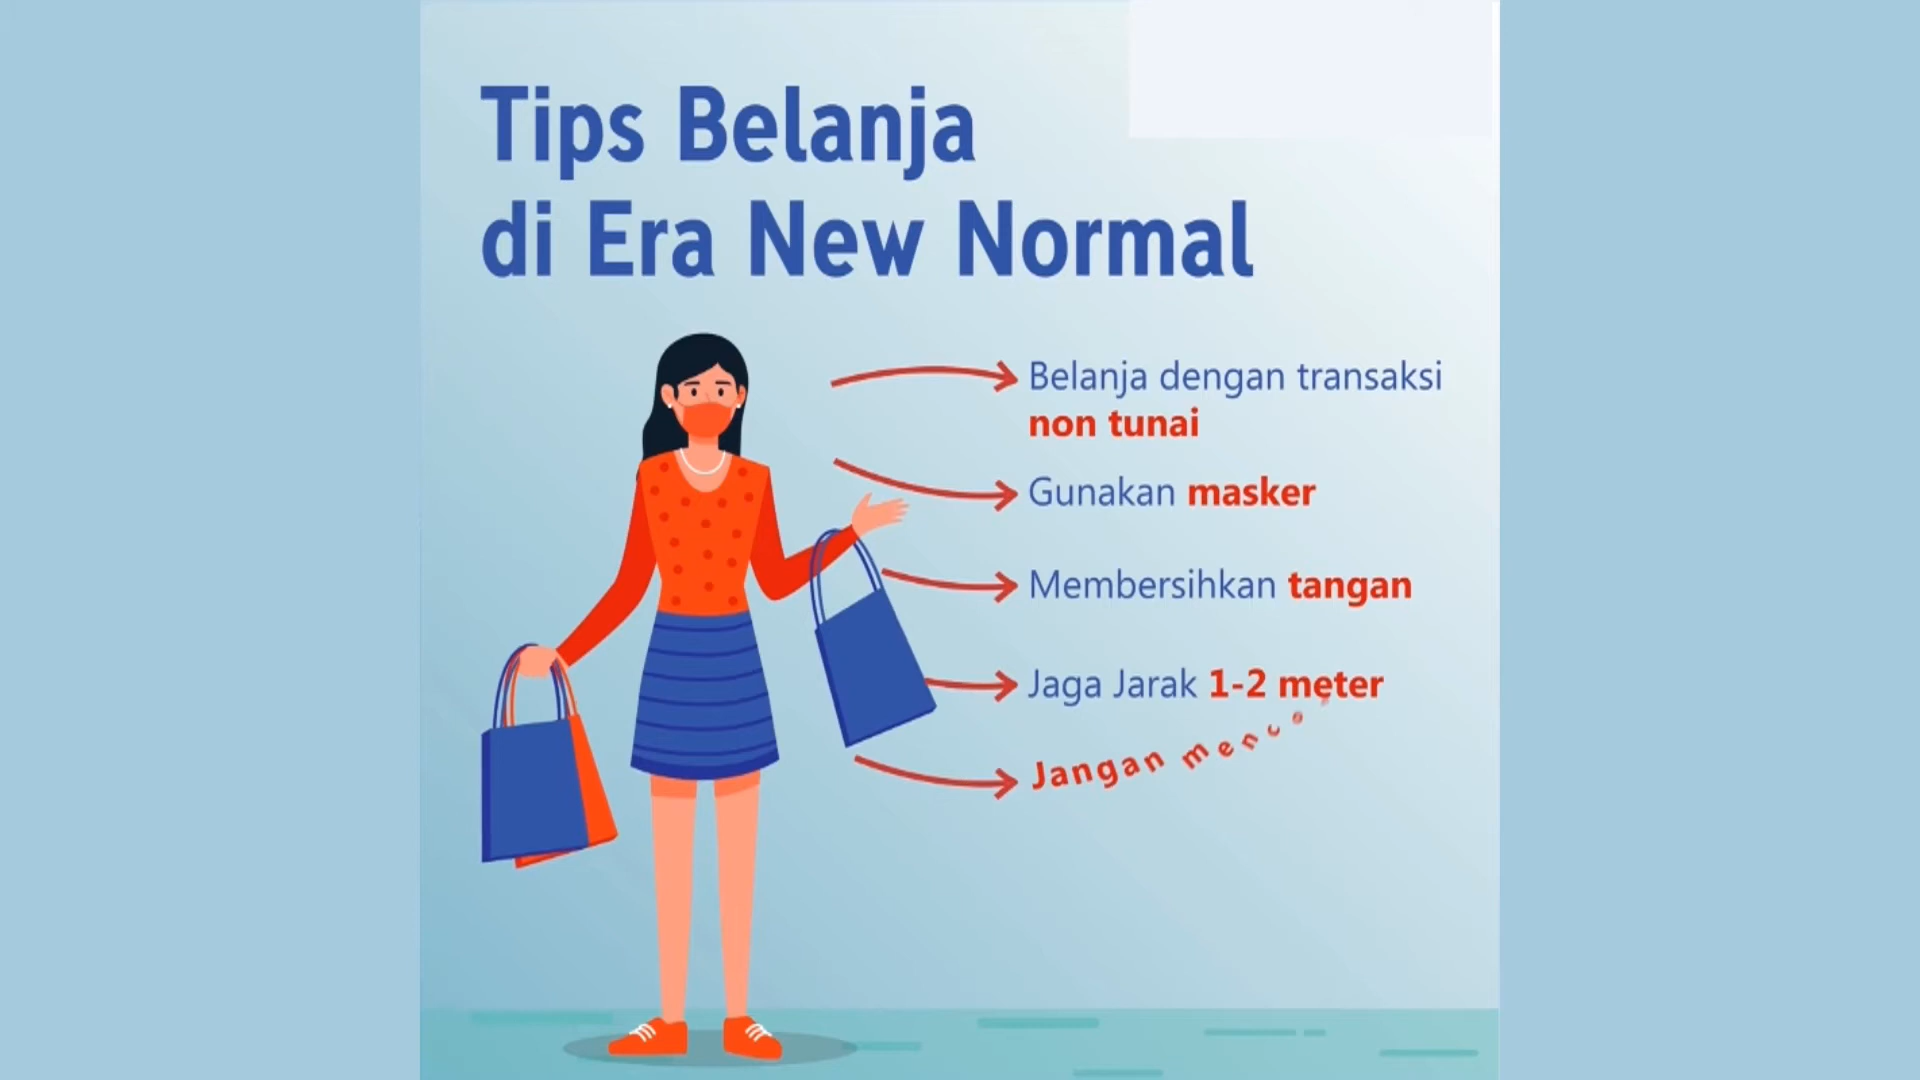 Tips Belanja
di Era New Normal
Belanja dengan transaksi
non tunai
Gunakan masker
Membersihkan tangan
Jaga Jarak 1-2 meter
Jangan